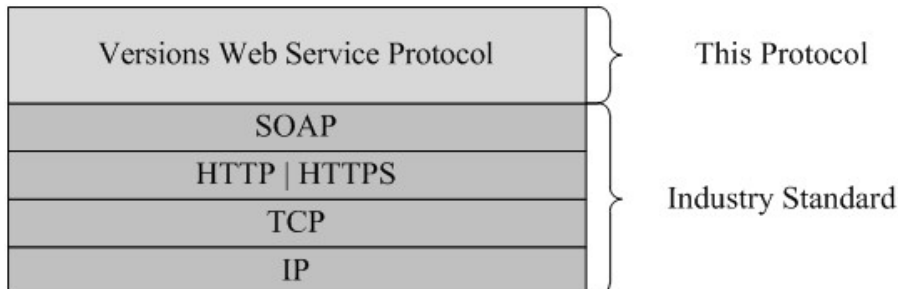 Versions Web Service Protocol
This Protocol
SOAP
HTTP | HTTPS
Industry Standard
TCP
IP